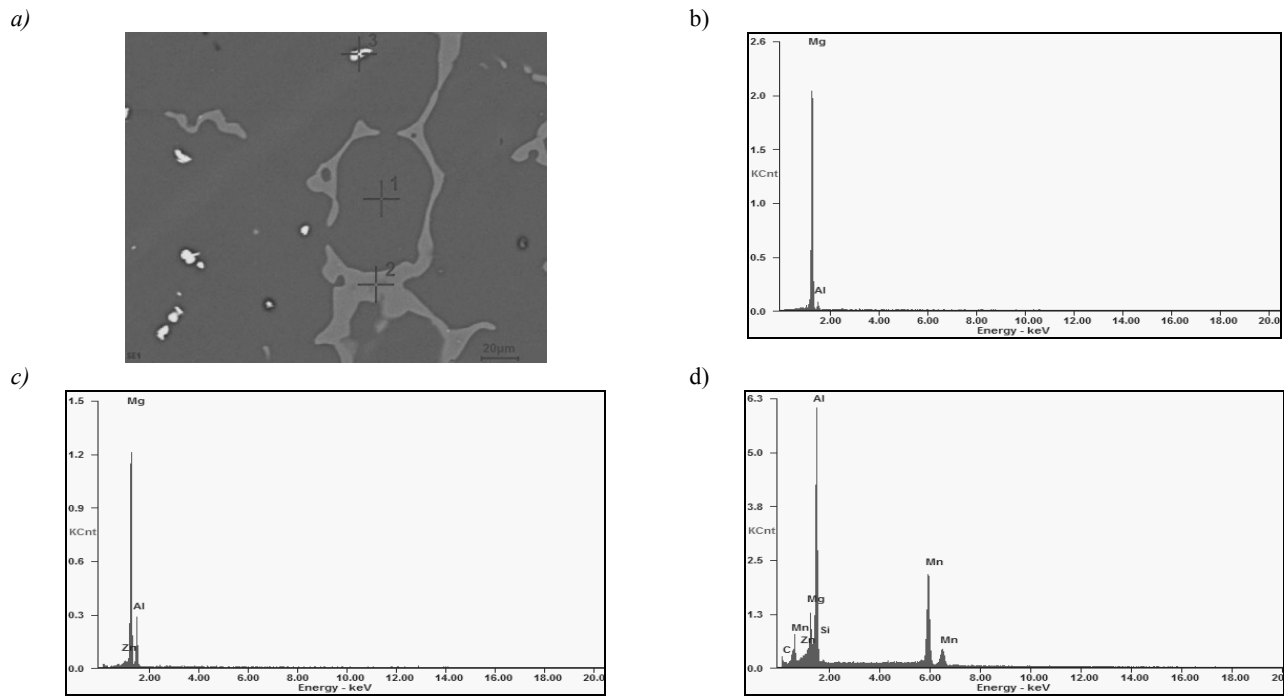 a)
b)
3
1
2
SE1
20µm
2.6
Mg
2.0
1.5
KCnt
1.0
0.5
Al
0.0
2.00 4.00 6.00 8.00 10.00 12.00 14.00 16.00 18.00 20.0
Energy - keV
c)
d)
1.5
Mg
1.2
0.9
KCnt
0.6
0.3
Al
Zn
0.0
2.00 4.00 6.00 8.00 10.00 12.00 14.00 16.00 18.00 20.0
Energy - keV
6.3
Al
5.0
3.8
KCnt
2.5
Mn
1.3
Mg
Mn
Si
Zn
Mn
C
0.0
2.00 4.00 6.00 8.00 10.00 12.00 14.00 16.00 18.00 20.0
Energy - keV